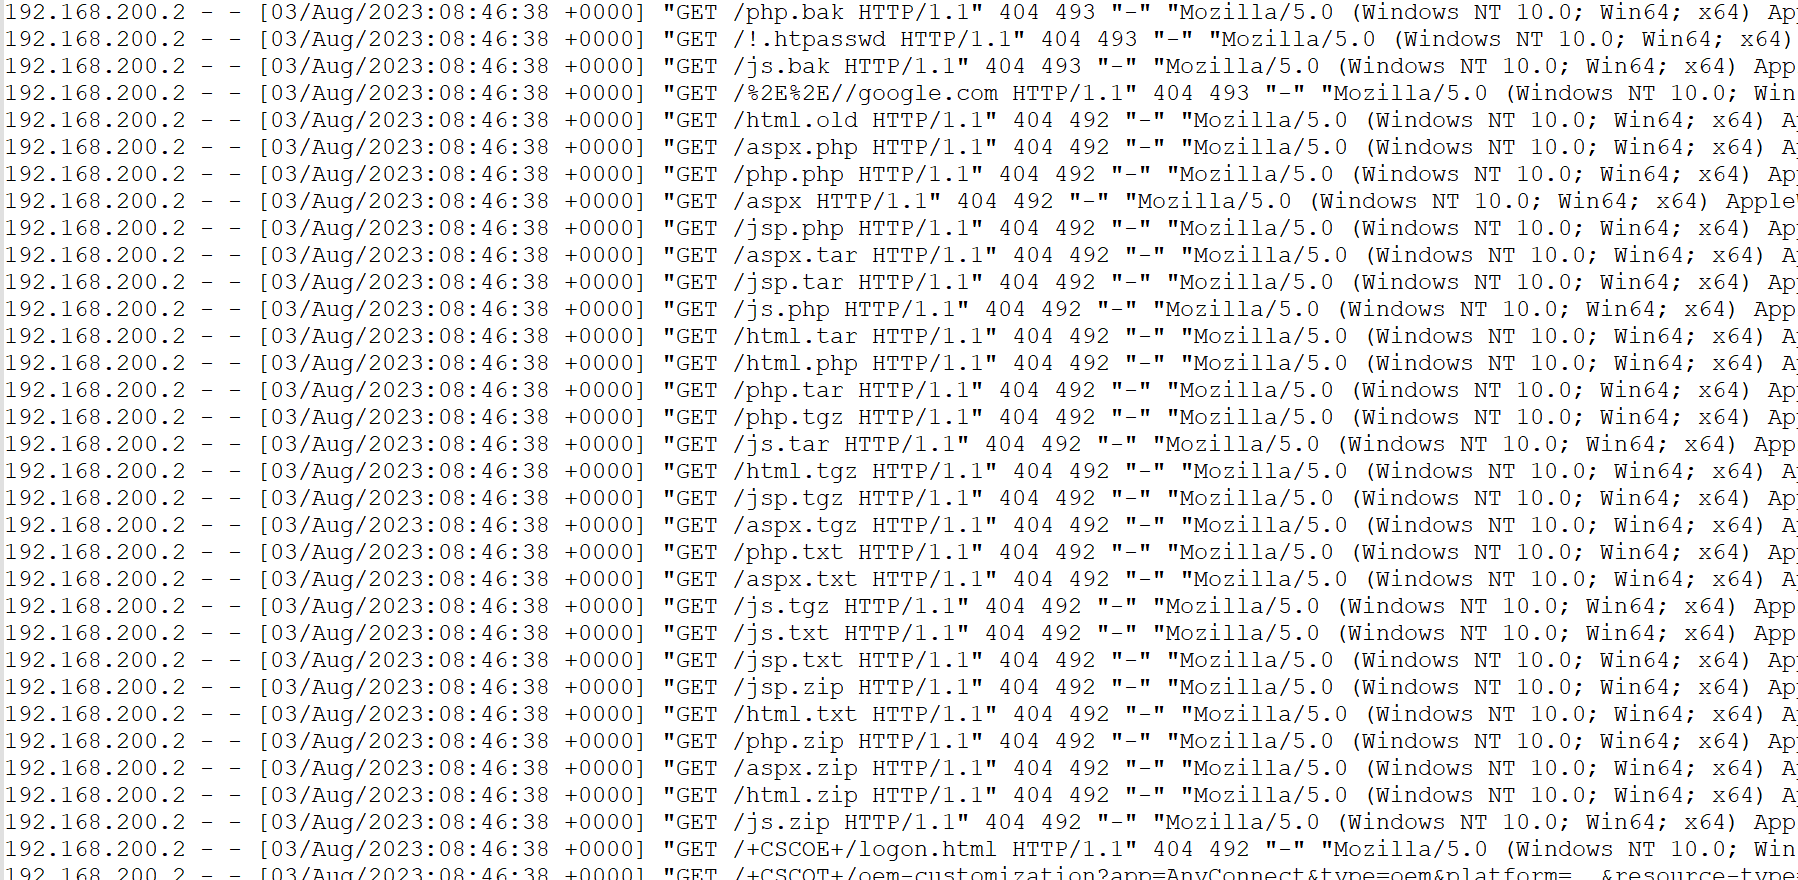 192.168.200.2 - - [03/Aug/2023:08:46:38 +0000] "GET /php.bak HTTP/1.1" 404 493 "-" "Mozilla/5.0 (Windows NT 10.0; Win64; x64) App
192.168.200.2 - - [03/Aug/2023:08:46:38 +0000] "GET /!.htpasswd HTTP/1.1" 404 493 "-" "Mozilla/5.0 (Windows NT 10.0; Win64; x64)
192.168.200.2 - - [03/Aug/2023:08:46:38 +0000] "GET /js.bak HTTP/1.1" 404 493 "-" "Mozilla/5.0 (Windows NT 10.0; Win64; x64) App
192.168.200.2 - - [03/Aug/2023:08:46:38 +0000] "GET /%2E%2E//google.com HTTP/1.1" 404 493 "-" "Mozilla/5.0 (Windows NT 10.0; Win
192.168.200.2 - - [03/Aug/2023:08:46:38 +0000] "GET /html.old HTTP/1.1" 404 492 "-" "Mozilla/5.0 (Windows NT 10.0; Win64; x64) Ap
192.168.200.2 - - [03/Aug/2023:08:46:38 +0000] "GET /aspx.php HTTP/1.1" 404 492 "-" "Mozilla/5.0 (Windows NT 10.0; Win64; x64) Ap
192.168.200.2 - - [03/Aug/2023:08:46:38 +0000] "GET /php.php HTTP/1.1" 404 492 "-" "Mozilla/5.0 (Windows NT 10.0; Win64; x64) App
192.168.200.2 - - [03/Aug/2023:08:46:38 +0000] "GET /aspx HTTP/1.1" 404 492 "-" "Mozilla/5.0 (Windows NT 10.0; Win64; x64) AppleW
192.168.200.2 - - [03/Aug/2023:08:46:38 +0000] "GET /jsp.php HTTP/1.1" 404 492 "-" "Mozilla/5.0 (Windows NT 10.0; Win64; x64) App
192.168.200.2 - - [03/Aug/2023:08:46:38 +0000] "GET /aspx.tar HTTP/1.1" 404 492 "-" "Mozilla/5.0 (Windows NT 10.0; Win64; x64) Ap
192.168.200.2 - - [03/Aug/2023:08:46:38 +0000] "GET /jsp.tar HTTP/1.1" 404 492 "-" "Mozilla/5.0 (Windows NT 10.0; Win64; x64) App
192.168.200.2 - - [03/Aug/2023:08:46:38 +0000] "GET /js.php HTTP/1.1" 404 492 "-" "Mozilla/5.0 (Windows NT 10.0; Win64; x64) App
192.168.200.2 - - [03/Aug/2023:08:46:38 +0000] "GET /html.tar HTTP/1.1" 404 492 "-" "Mozilla/5.0 (Windows NT 10.0; Win64; x64) Ap
192.168.200.2 - - [03/Aug/2023:08:46:38 +0000] "GET /html.php HTTP/1.1" 404 492 "-" "Mozilla/5.0 (Windows NT 10.0; Win64; x64) Ap
192.168.200.2 - - [03/Aug/2023:08:46:38 +0000] "GET /php.tar HTTP/1.1" 404 492 "-" "Mozilla/5.0 (Windows NT 10.0; Win64; x64) App
192.168.200.2 - - [03/Aug/2023:08:46:38 +0000] "GET /php.tgz HTTP/1.1" 404 492 "-" "Mozilla/5.0 (Windows NT 10.0; Win64; x64) App
192.168.200.2 - - [03/Aug/2023:08:46:38 +0000] "GET /js.tar HTTP/1.1" 404 492 "-" "Mozilla/5.0 (Windows NT 10.0; Win64; x64) App
192.168.200.2 - - [03/Aug/2023:08:46:38 +0000] "GET /html.tgz HTTP/1.1" 404 492 "-" "Mozilla/5.0 (Windows NT 10.0; Win64; x64) Ap
192.168.200.2 - - [03/Aug/2023:08:46:38 +0000] "GET /jsp.tgz HTTP/1.1" 404 492 "-" "Mozilla/5.0 (Windows NT 10.0; Win64; x64) App
192.168.200.2 - - [03/Aug/2023:08:46:38 +0000] "GET /aspx.tgz HTTP/1.1" 404 492 "-" "Mozilla/5.0 (Windows NT 10.0; Win64; x64) Ap
192.168.200.2 - - [03/Aug/2023:08:46:38 +0000] "GET /php.txt HTTP/1.1" 404 492 "-" "Mozilla/5.0 (Windows NT 10.0; Win64; x64) App
192.168.200.2 - - [03/Aug/2023:08:46:38 +0000] "GET /aspx.txt HTTP/1.1" 404 492 "-" "Mozilla/5.0 (Windows NT 10.0; Win64; x64) Ap
192.168.200.2 - - [03/Aug/2023:08:46:38 +0000] "GET /js.tgz HTTP/1.1" 404 492 "-" "Mozilla/5.0 (Windows NT 10.0; Win64; x64) App
192.168.200.2 - - [03/Aug/2023:08:46:38 +0000] "GET /js.txt HTTP/1.1" 404 492 "-" "Mozilla/5.0 (Windows NT 10.0; Win64; x64) App
192.168.200.2 - - [03/Aug/2023:08:46:38 +0000] "GET /jsp.txt HTTP/1.1" 404 492 "-" "Mozilla/5.0 (Windows NT 10.0; Win64; x64) App
192.168.200.2 - - [03/Aug/2023:08:46:38 +0000] "GET /jsp.zip HTTP/1.1" 404 492 "-" "Mozilla/5.0 (Windows NT 10.0; Win64; x64) App
192.168.200.2 - - [03/Aug/2023:08:46:38 +0000] "GET /html.txt HTTP/1.1" 404 492 "-" "Mozilla/5.0 (Windows NT 10.0; Win64; x64) Ap
192.168.200.2 - - [03/Aug/2023:08:46:38 +0000] "GET /php.zip HTTP/1.1" 404 492 "-" "Mozilla/5.0 (Windows NT 10.0; Win64; x64) App
192.168.200.2 - - [03/Aug/2023:08:46:38 +0000] "GET /aspx.zip HTTP/1.1" 404 492 "-" "Mozilla/5.0 (Windows NT 10.0; Win64; x64) Ap
192.168.200.2 - - [03/Aug/2023:08:46:38 +0000] "GET /html.zip HTTP/1.1" 404 492 "-" "Mozilla/5.0 (Windows NT 10.0; Win64; x64) Ap
192.168.200.2 - - [03/Aug/2023:08:46:38 +0000] "GET /js.zip HTTP/1.1" 404 492 "-" "Mozilla/5.0 (Windows NT 10.0; Win64; x64) App
192.168.200.2 - - [03/Aug/2023:08:46:38 +0000] "GET /+CSCOE+/logon.html HTTP/1.1" 404 492 "-" "Mozilla/5.0 (Windows NT 10.0; Win
192.168.200.2 - - [03/Aug/2023:08:46:38 +0000] "GET /+CSCOT+/oem-customization?app=AnyConnect&type=oem&platform=..&resource-type=